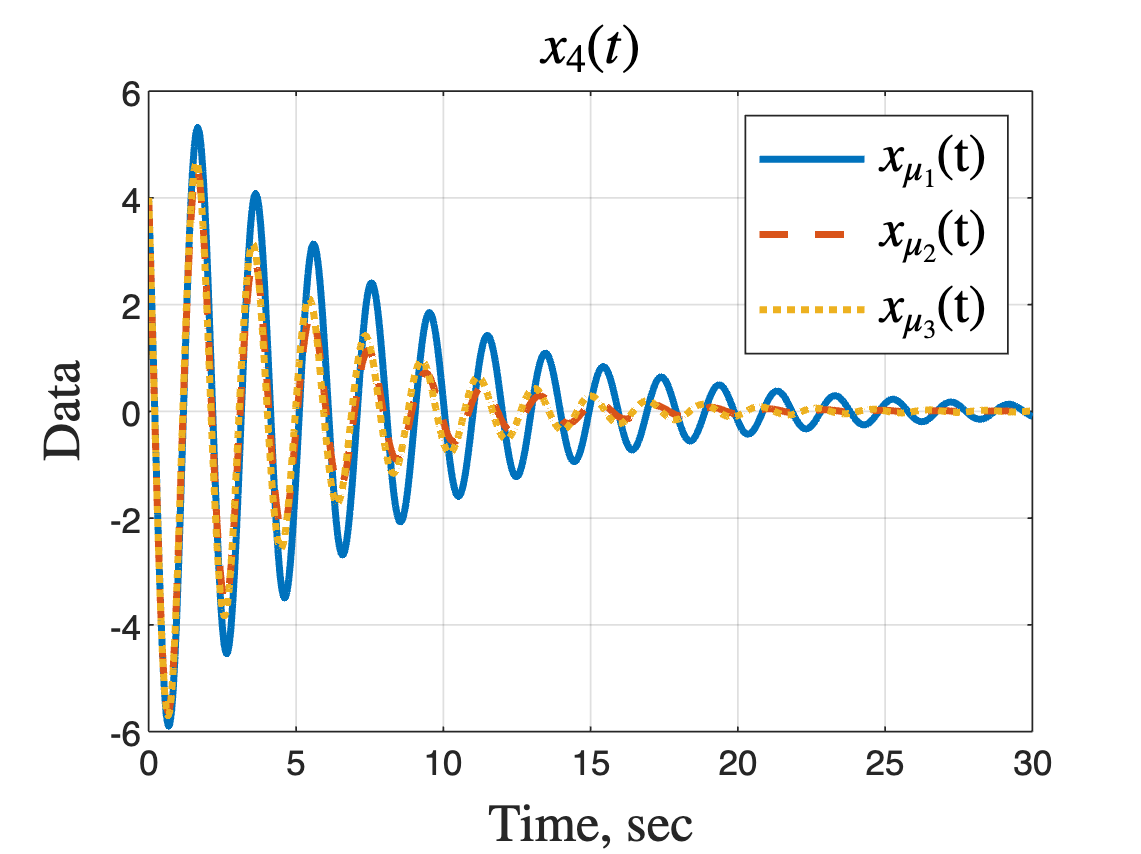 x₄(t)
6
4
2
0
-2
-4
-6
Data
xμ₁(t)
xμ₂(t)
xμ₃(t)
0 5 10 15 20 25 30
Time, sec